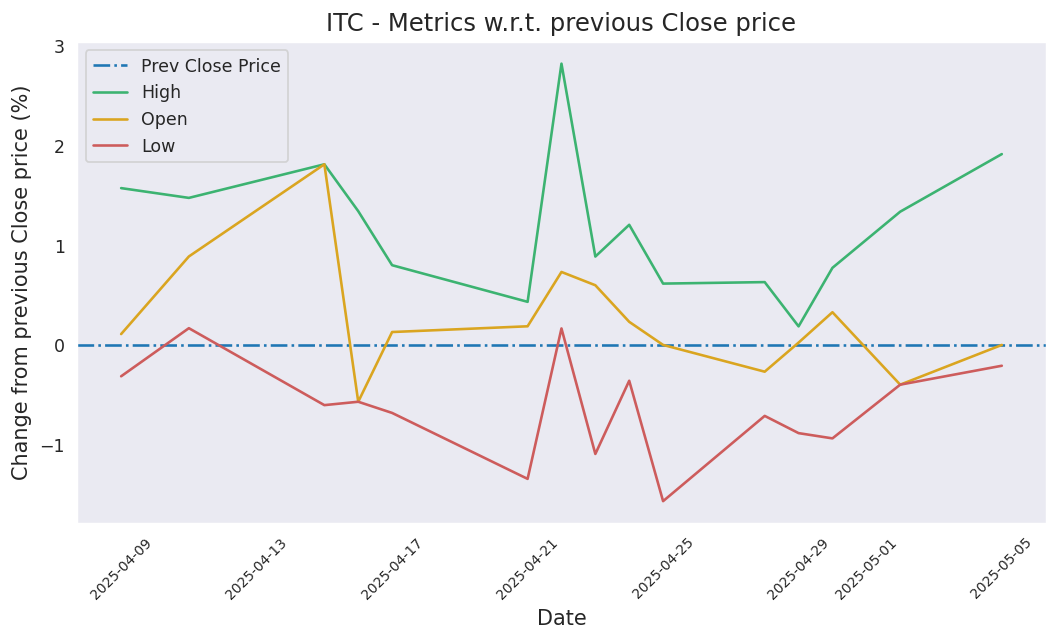 ITC - Metrics w.r.t. previous Close price
Change from previous Close price (%)
3
2
1
0
−1
Prev Close Price
High
Open
Low
2025-04-09
2025-04-13
2025-04-17
2025-04-21
2025-04-25
2025-04-29
2025-05-01
2025-05-05
Date